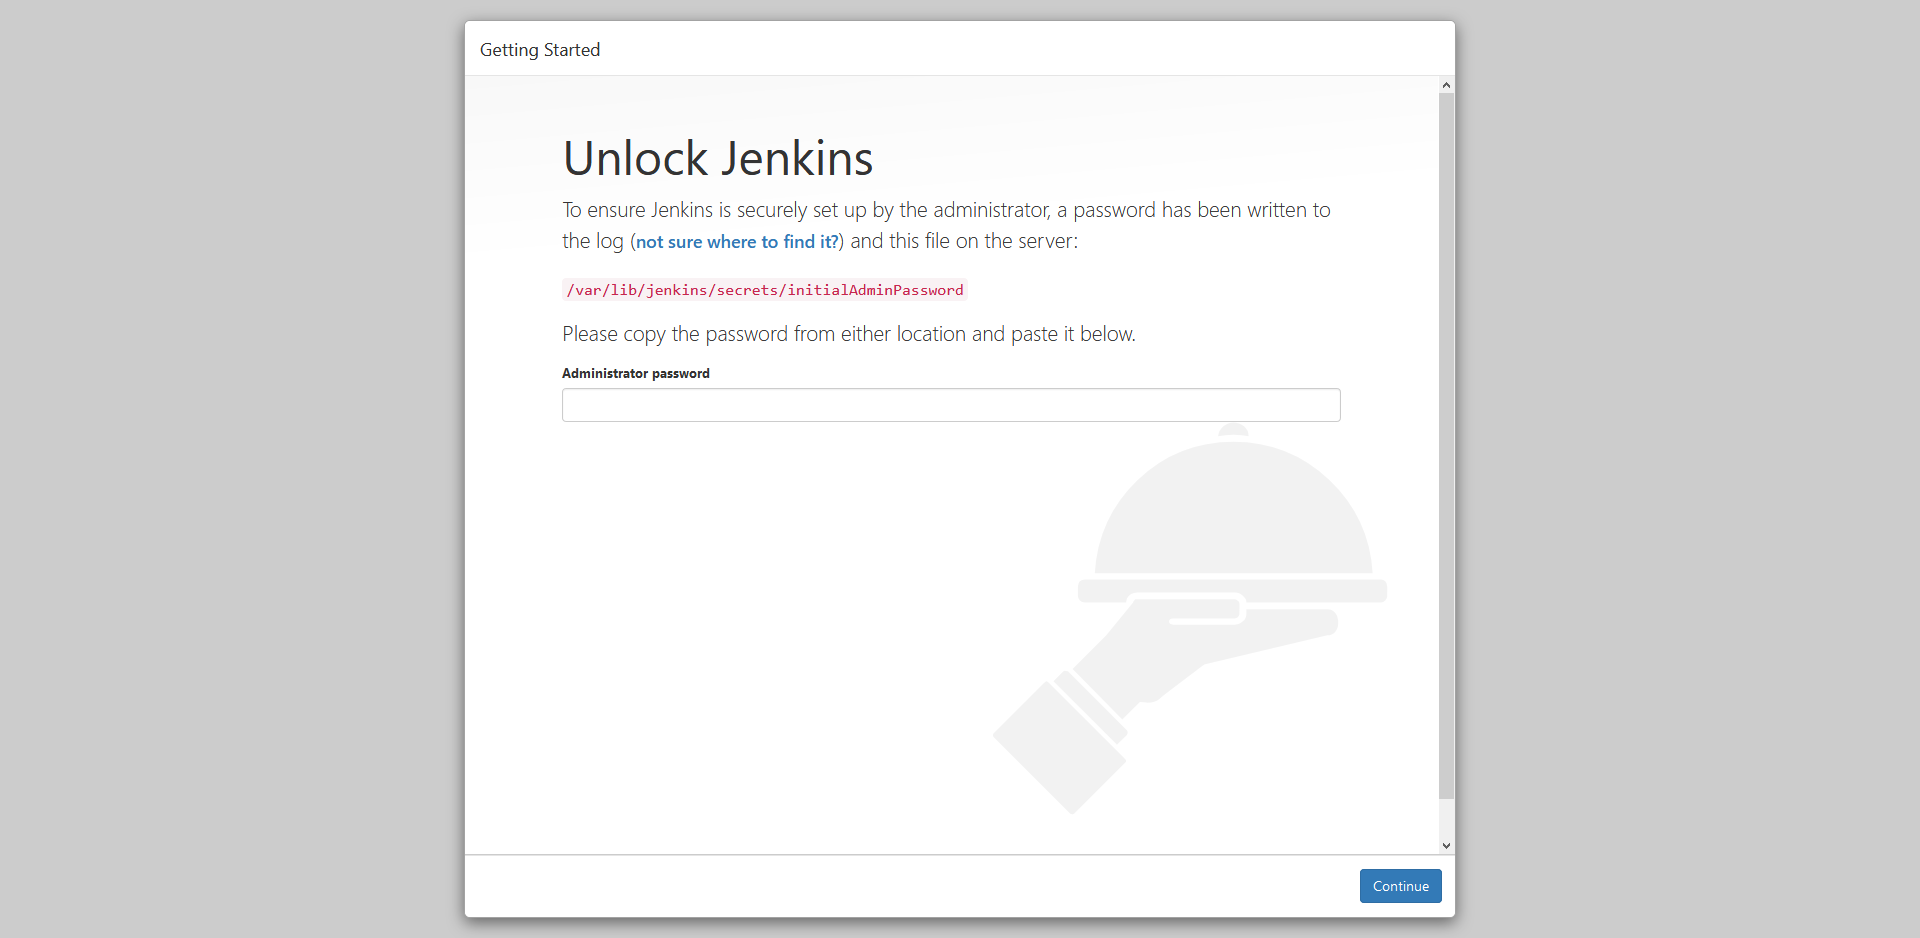 Getting Started
Unlock Jenkins
To ensure Jenkins is securely set up by the administrator, a password has been written to
the log (not sure where to find it?) and this file on the server:
/var/lib/jenkins/secrets/initialAdminPassword
Please copy the password from either location and paste it below.
Administrator password
Continue